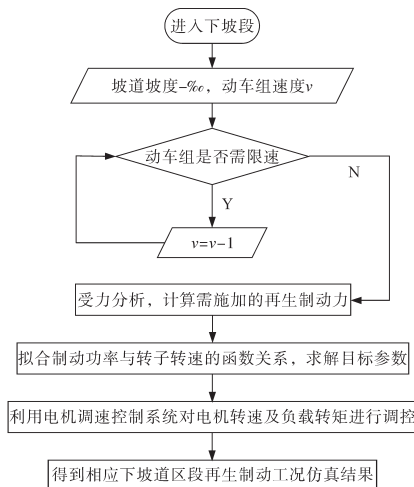 进入下坡段
坡道坡度-‰，动车组速度v
动车组是否需限速
N
Y
v=v-1
受力分析，计算需施加的再生制动力
拟合制动功率与转子转速的函数关系，求解目标参数
利用电机调速控制系统对电机转速及负载转矩进行调控
得到相应下坡道区段再生制动工况仿真结果